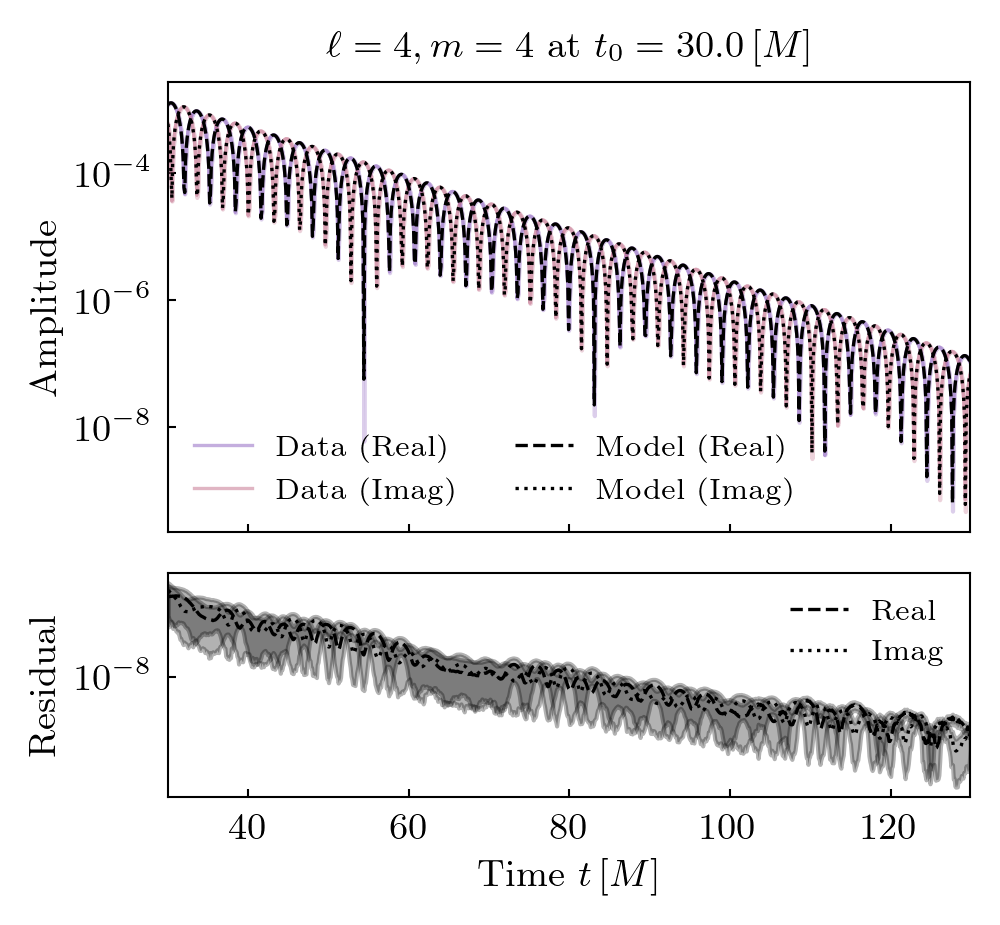 ℓ = 4, m = 4 at t₀ = 30.0 [M]
Amplitude
10⁻⁴
10⁻⁶
10⁻⁸
Data (Real)
Data (Imag)
Model (Real)
Model (Imag)
Residual
10⁻⁸
Real
Imag
40 60 80 100 120
Time t [M]